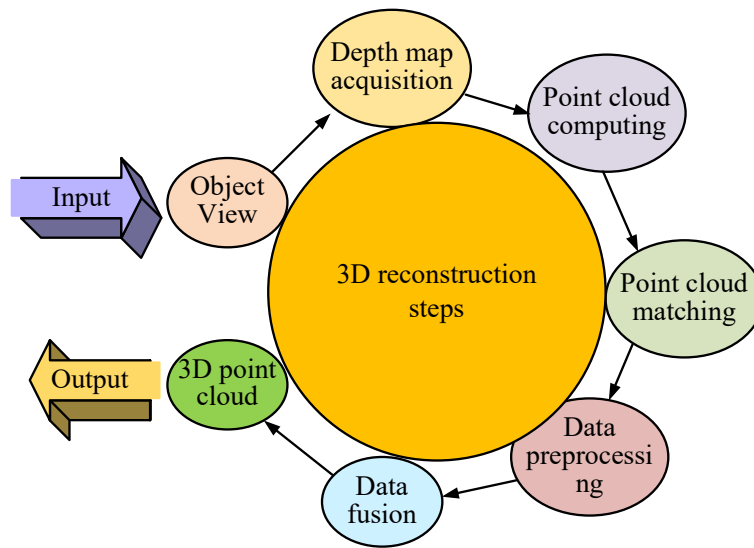 Input
Object
View
Depth map
acquisition
Point cloud
computing
Point cloud
matching
Data
preprocessi
ng
Data
fusion
3D point
cloud
Output
3D reconstruction
steps